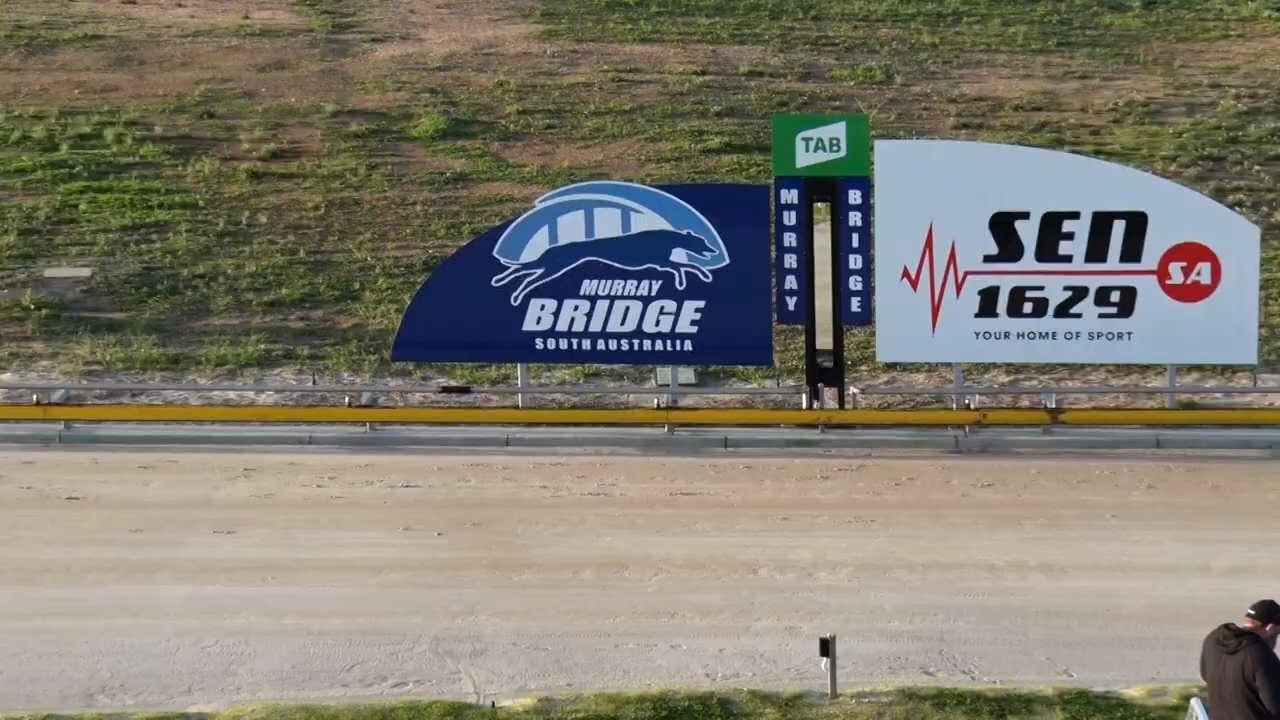 MURRAY
BRIDGE
SOUTH AUSTRALIA
TAB
MURRAY
BRIDGE
SEN
SA
1629
YOUR HOME OF SPORT